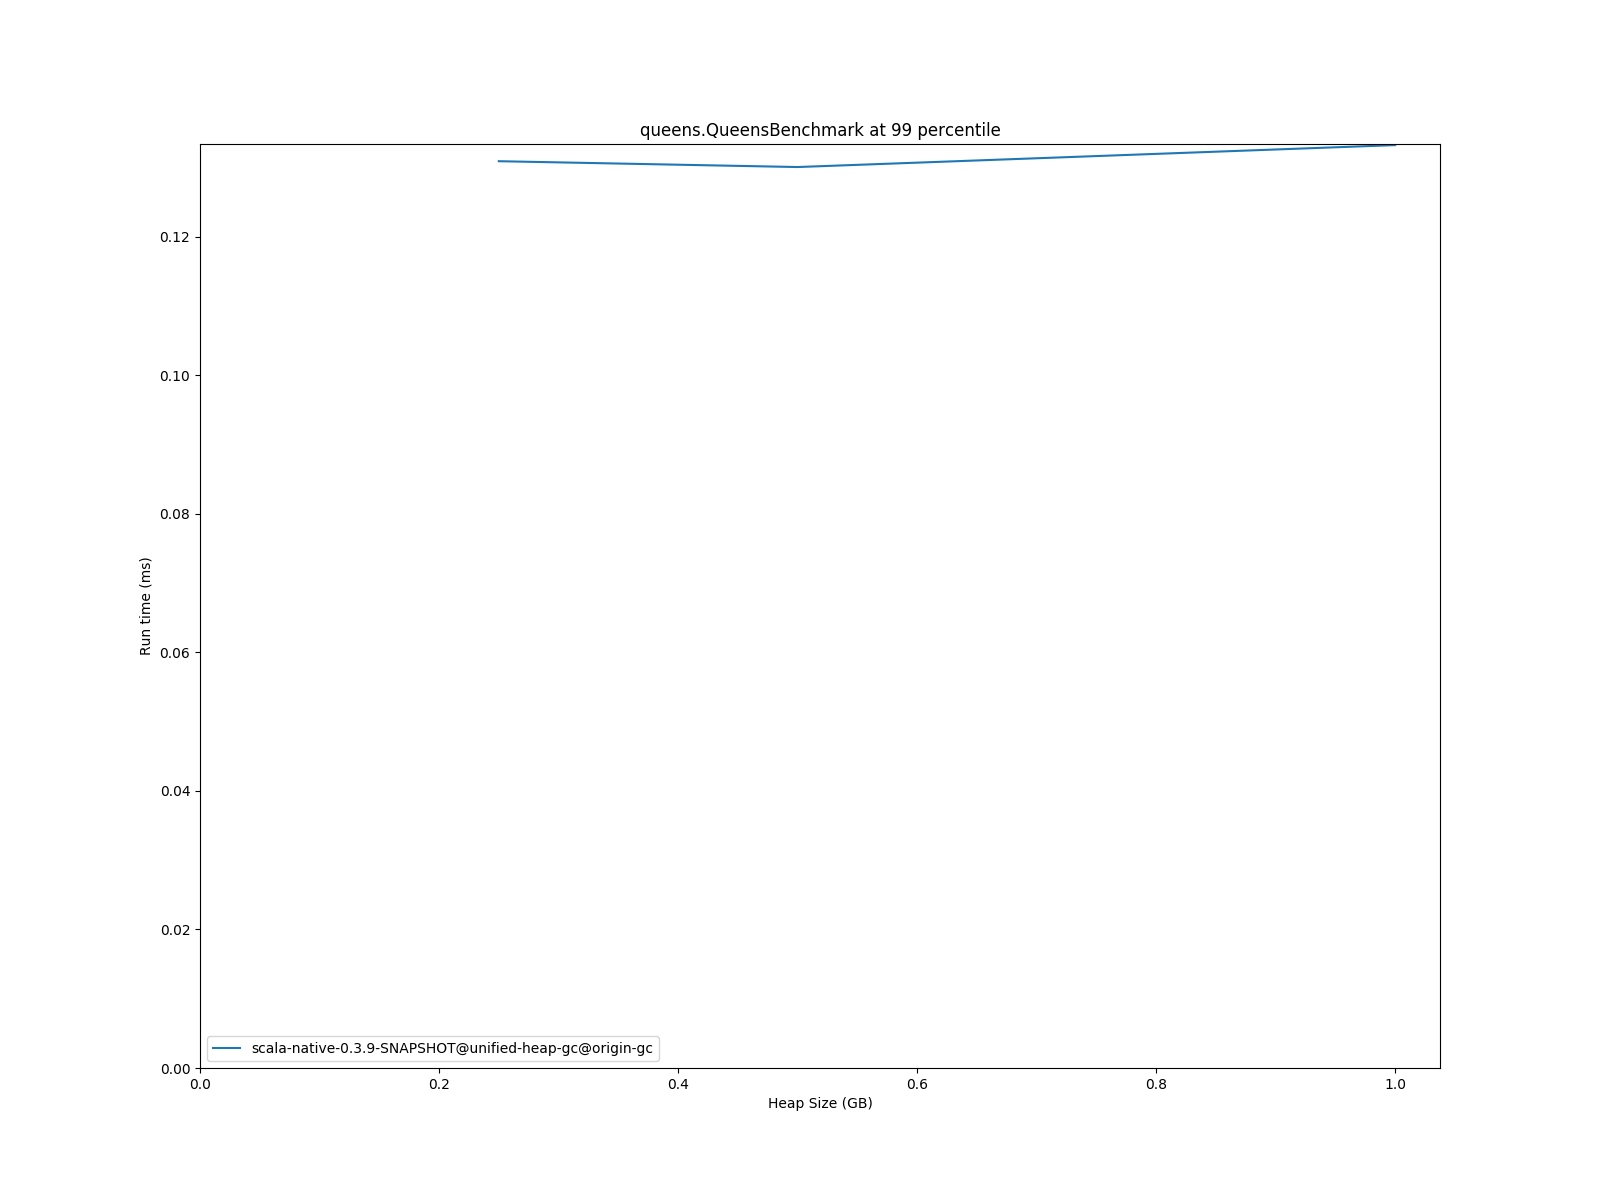 queens.QueensBenchmark at 99 percentile
0.12
0.10
0.08
0.06
0.04
0.02
0.00
Run time (ms)
scala-native-0.3.9-SNAPSHOT@unified-heap-gc@origin-gc
0.0 0.2 0.4 0.6 0.8 1.0
Heap Size (GB)